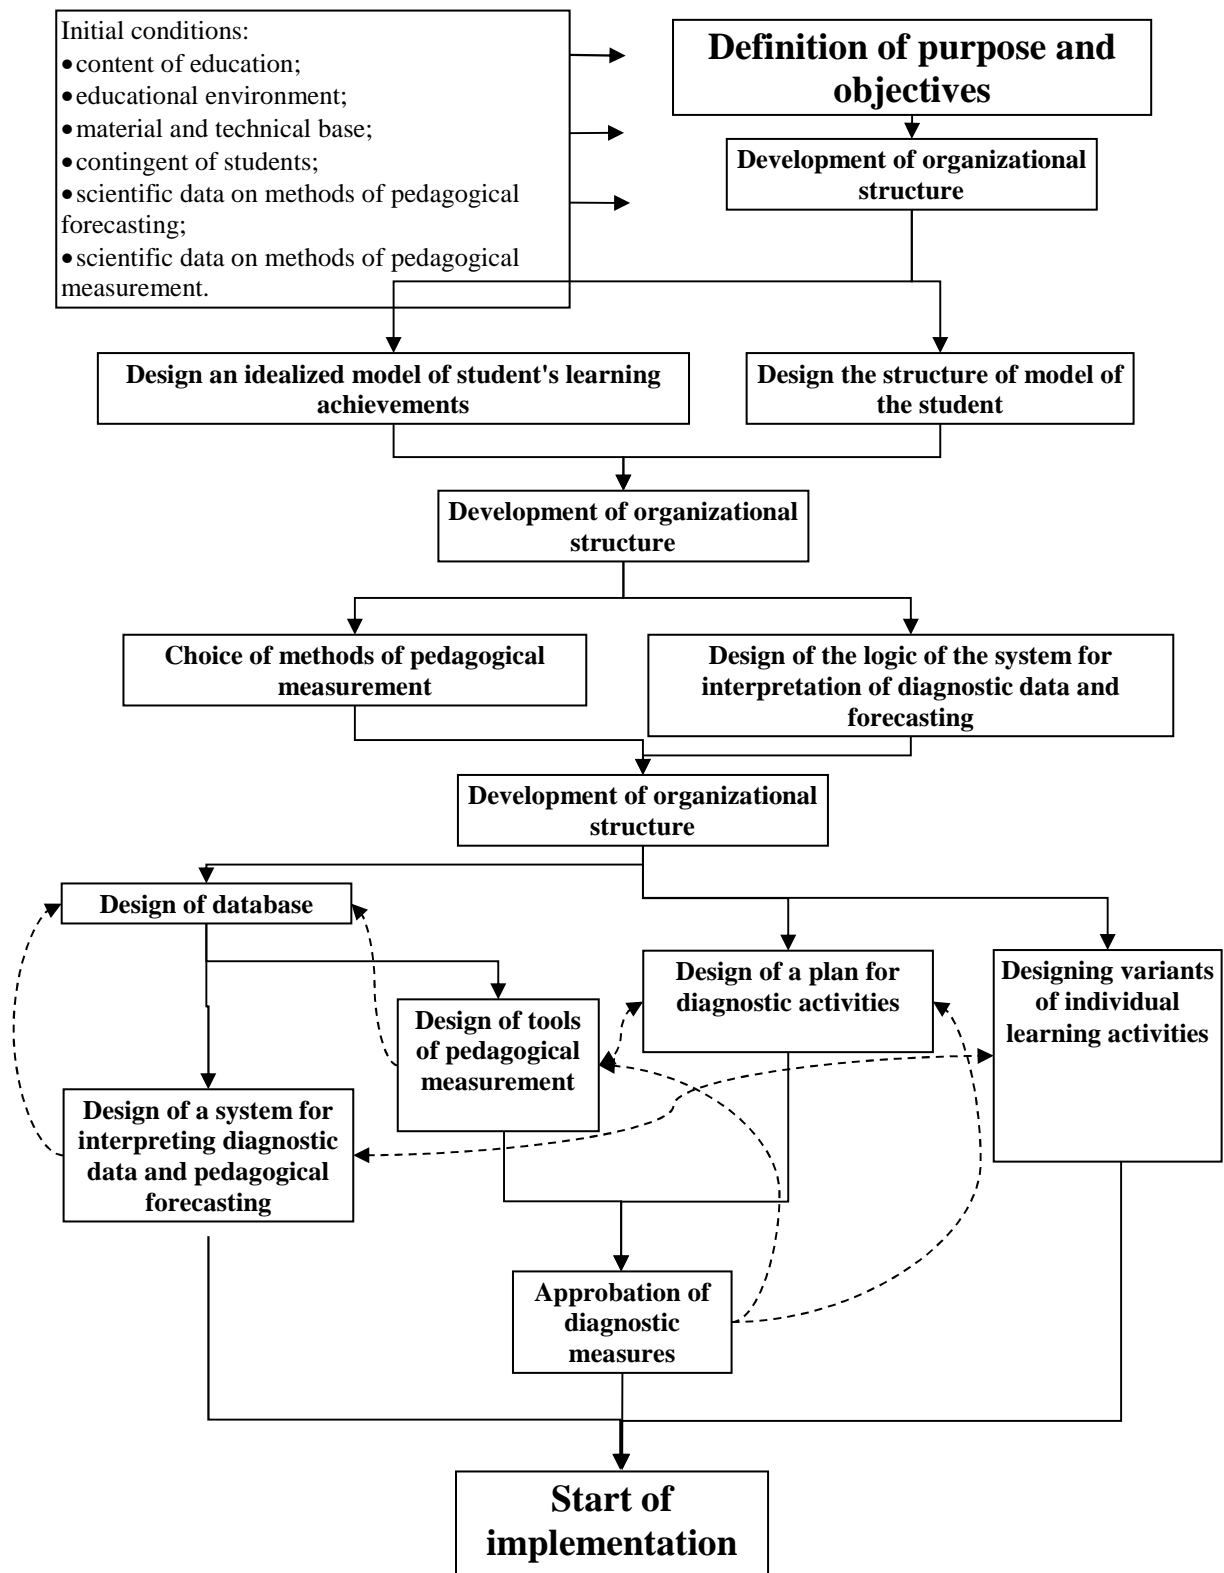 Initial conditions:
•content of education;
•educational environment;
•material and technical base;
•contingent of students;
•scientific data on methods of pedagogical
forecasting;
•scientific data on methods of pedagogical
measurement.
Definition of purpose and
objectives
Development of organizational
structure
Design an idealized model of student's learning
achievements
Design the structure of model of
the student
Development of organizational
structure
Choice of methods of pedagogical
measurement
Design of the logic of the system for
interpretation of diagnostic data and
forecasting
Development of organizational
structure
Design of database
Design of a plan for
diagnostic activities
Designing variants
of individual
learning activities
Design of tools
of pedagogical
measurement
Design of a system for
interpreting diagnostic
data and pedagogical
forecasting
Approbation of
diagnostic
measures
Start of
implementation